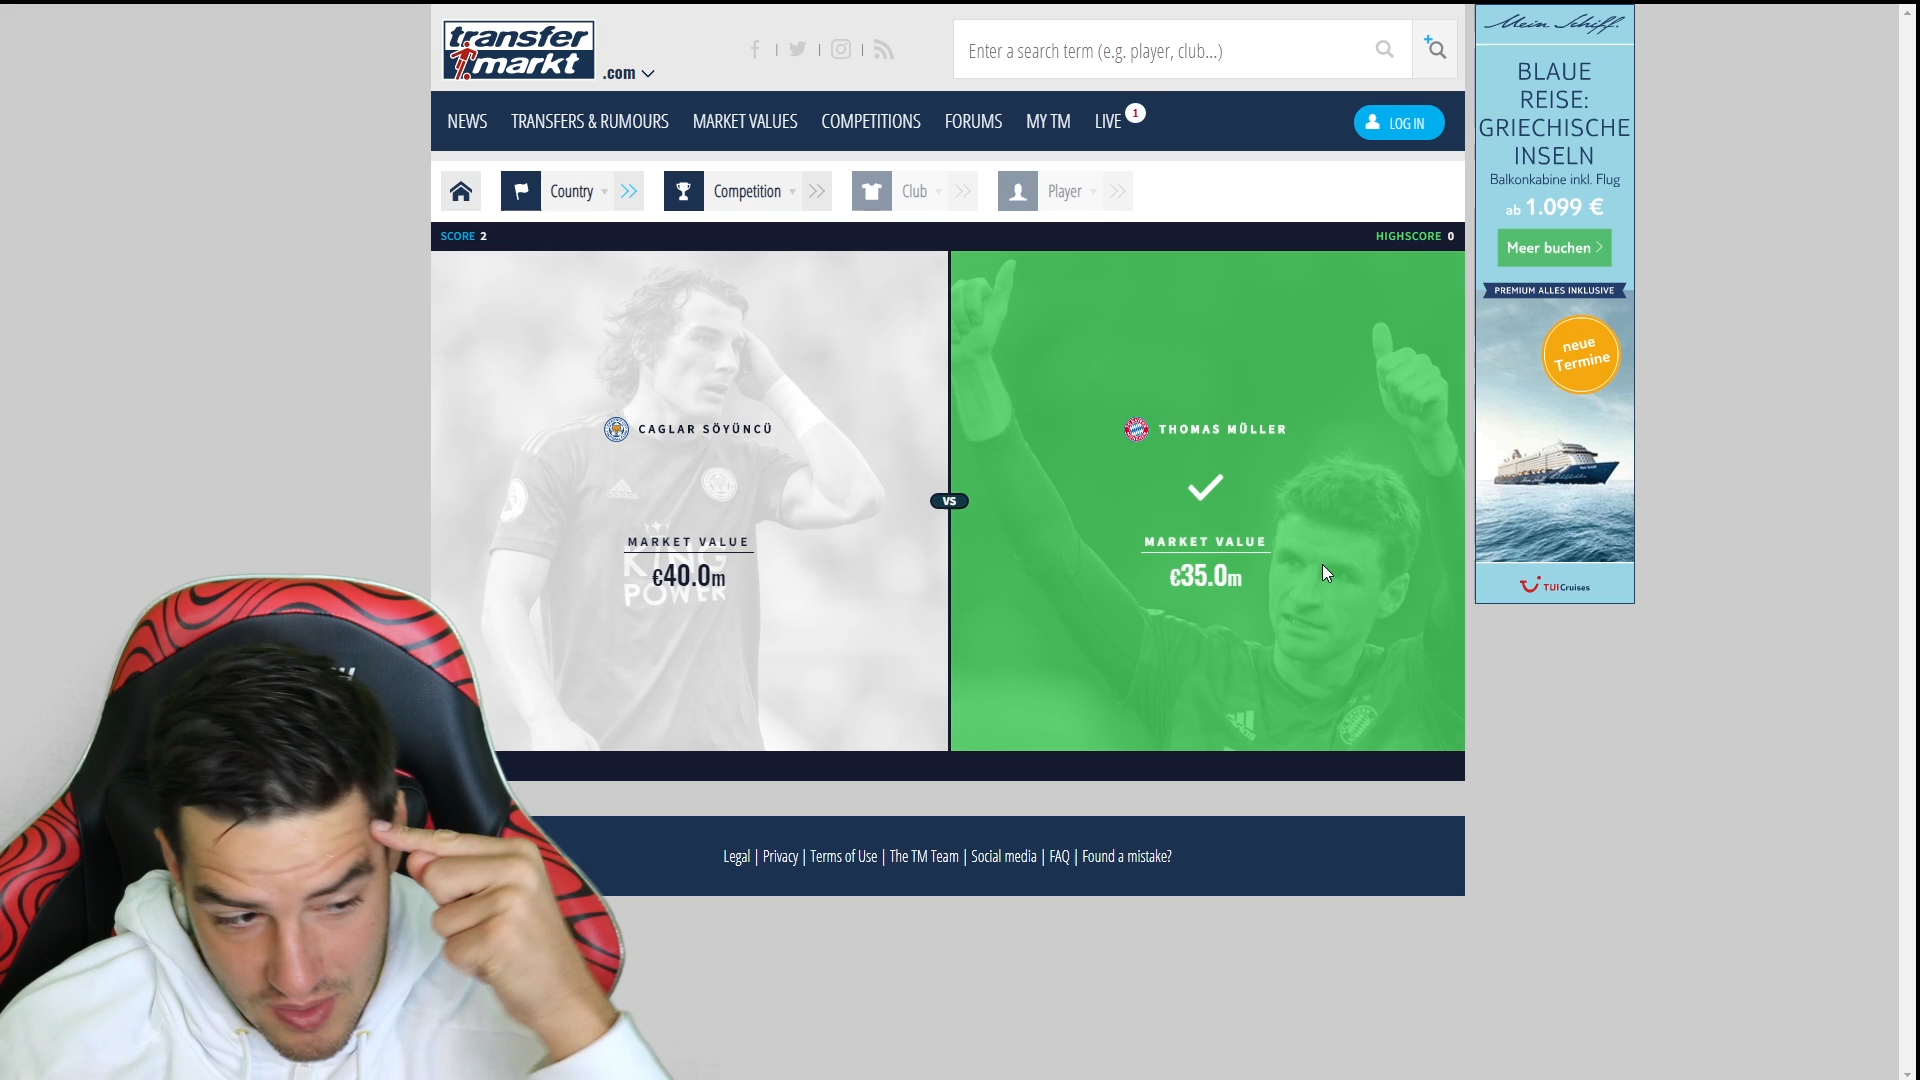 transfer
markt
.com
Enter a search term (e.g. player, club...)
NEWS TRANSFERS & RUMOURS MARKET VALUES COMPETITIONS FORUMS MY TM LIVE 1 LOG IN
Country Competition Club Player
SCORE 2 HIGHSCORE 0
CAGLAR SÖYÜNCÜ
MARKET VALUE
€40.0m
KING
POWER
VS
THOMAS MÜLLER
MARKET VALUE
€35.0m
Legal | Privacy | Terms of Use | The TM Team | Social media | FAQ | Found a mistake?
Mein Schiff.
BLAUE
REISE:
GRIECHISCHE
INSELN
Balkonkabine inkl. Flug
ab 1.099 €
Meer buchen
PREMIUM ALLES INKLUSIVE
neue
Termine
TUI Cruises